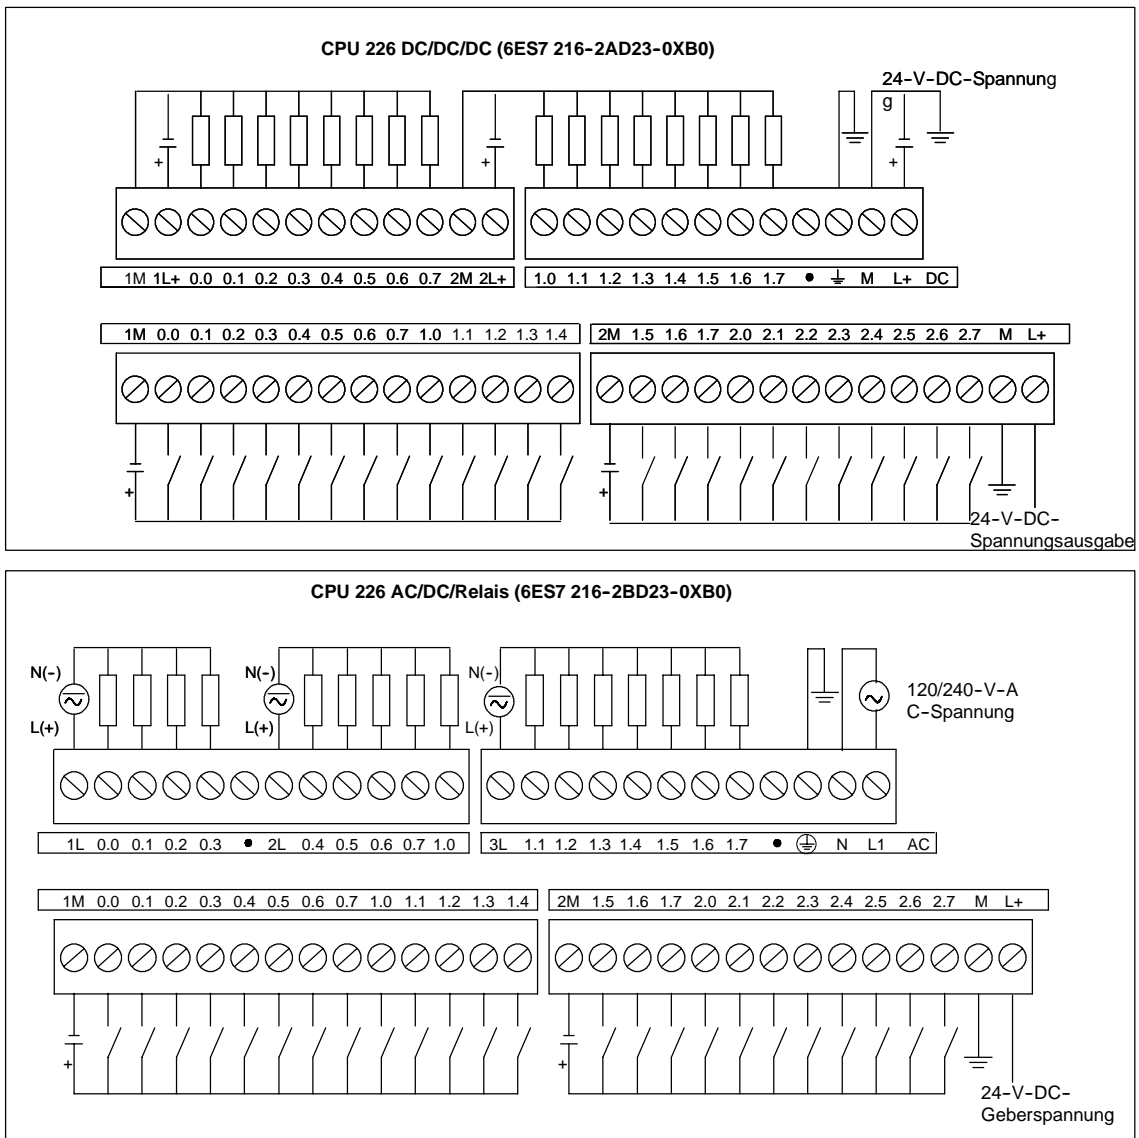 CPU 226 DC/DC/DC (6ES7 216-2AD23-0XB0)
24-V-DC-Spannung
g
+ + +
1M 1L+ 0.0 0.1 0.2 0.3 0.4 0.5 0.6 0.7 2M 2L+ 1.0 1.1 1.2 1.3 1.4 1.5 1.6 1.7 • ⏚ M L+ DC
1M 0.0 0.1 0.2 0.3 0.4 0.5 0.6 0.7 1.0 1.1 1.2 1.3 1.4 2M 1.5 1.6 1.7 2.0 2.1 2.2 2.3 2.4 2.5 2.6 2.7 M L+
+ +
24-V-DC-
Spannungsausgabe
CPU 226 AC/DC/Relais (6ES7 216-2BD23-0XB0)
N(-) N(-) N(-)
120/240-V-A
C-Spannung
L(+) L(+) L(+)
1L 0.0 0.1 0.2 0.3 • 2L 0.4 0.5 0.6 0.7 1.0 3L 1.1 1.2 1.3 1.4 1.5 1.6 1.7 • ⏚ N L1 AC
1M 0.0 0.1 0.2 0.3 0.4 0.5 0.6 0.7 1.0 1.1 1.2 1.3 1.4 2M 1.5 1.6 1.7 2.0 2.1 2.2 2.3 2.4 2.5 2.6 2.7 M L+
+ +
24-V-DC-
Geberspannung